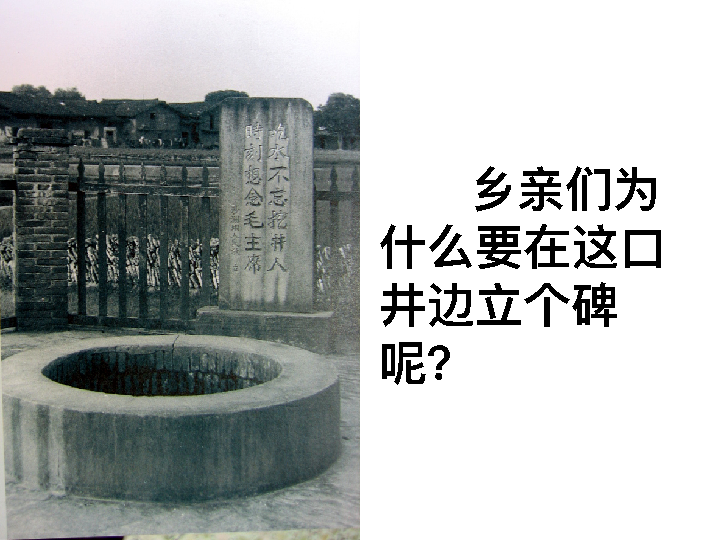 吃水不忘挖井人
時刻想念毛主席
乡亲们为
什么要在这口
井边立个碑
呢?